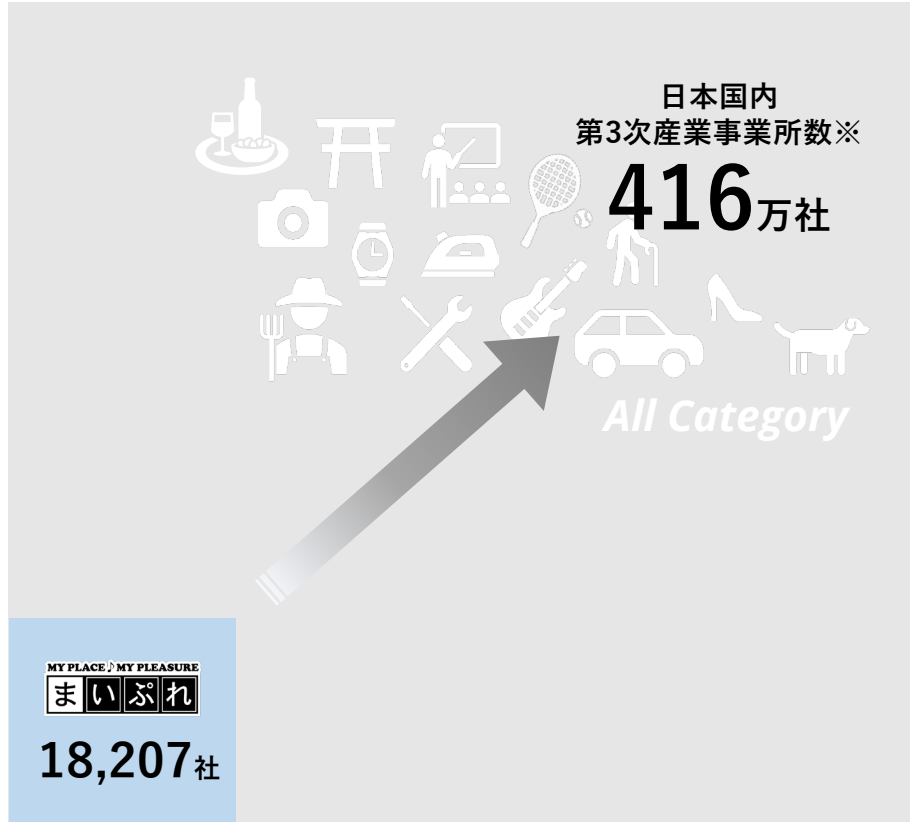 日本国内
第3次産業事業所数※
416万社
All Category
MY PLACE♪MY PLEASURE
まいぷれ
18,207社